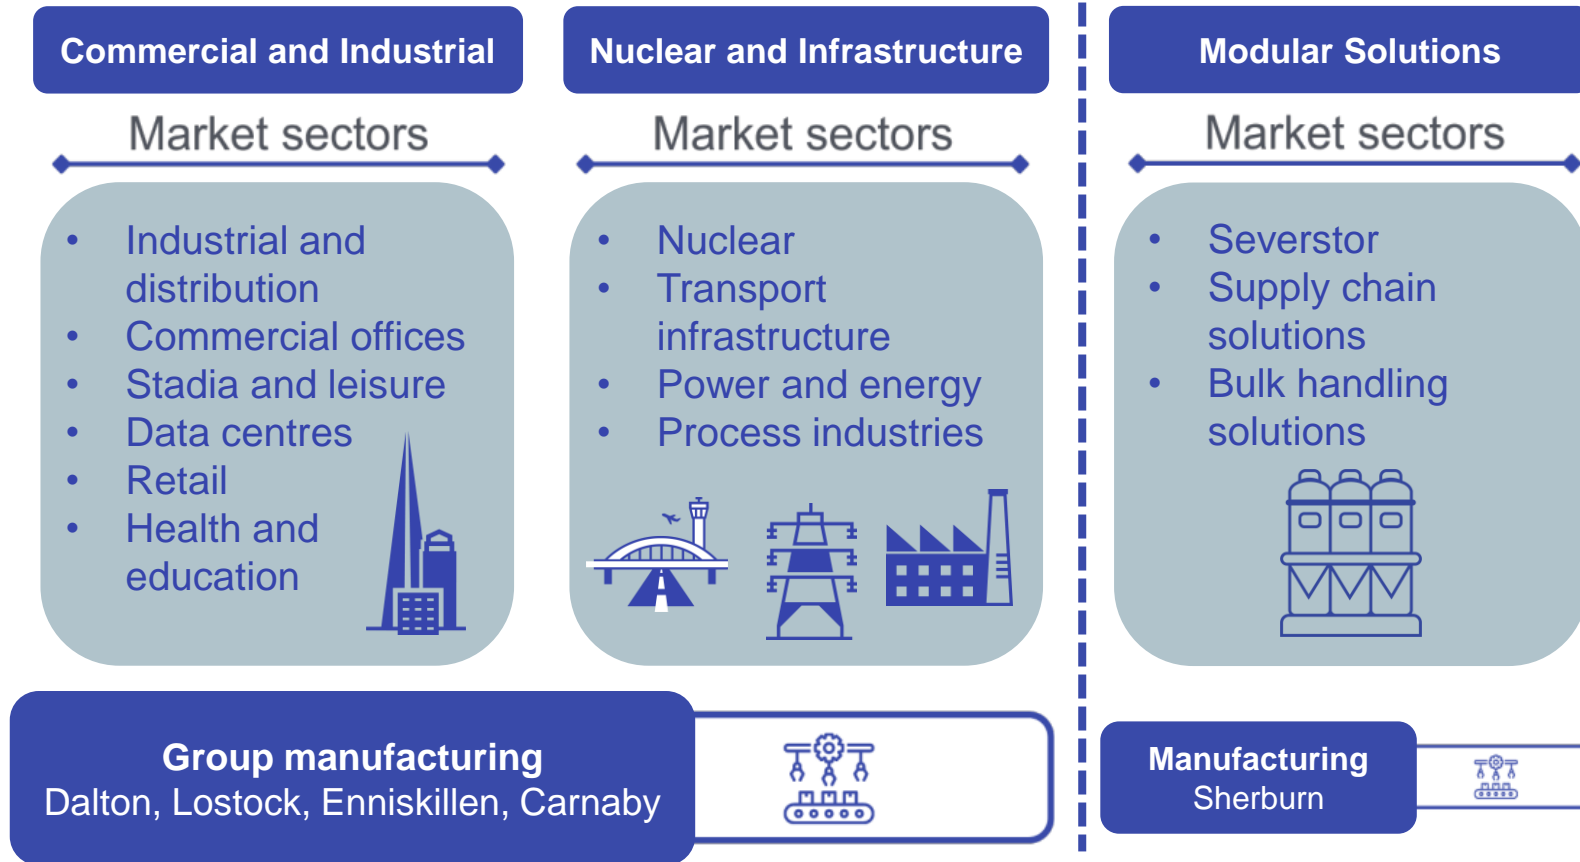 Commercial and Industrial
Market sectors
• Industrial and
distribution
• Commercial offices
• Stadia and leisure
• Data centres
• Retail
• Health and
education
Nuclear and Infrastructure
Market sectors
• Nuclear
• Transport
infrastructure
• Power and energy
• Process industries
Group manufacturing
Dalton, Lostock, Enniskillen, Carnaby
Modular Solutions
Market sectors
• Severstor
• Supply chain
solutions
• Bulk handling
solutions
Manufacturing
Sherburn